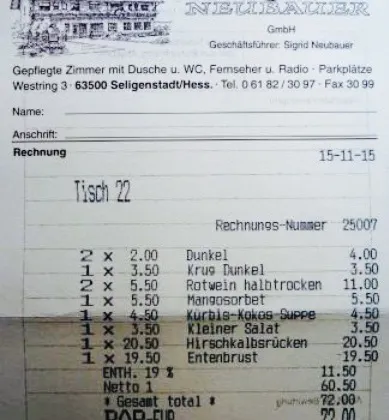 NEUBAUER
GmbH
Geschäftsführer: Sigrid Neubauer
Gepflegte Zimmer mit Dusche u. WC, Fernseher u. Radio · Parkplätze
Westring 3 · 63500 Seligenstadt/Hess. · Tel. 0 61 82 / 30 97 · Fax 30 99
Name:
Anschrift:
Rechnung 15-11-15
Tisch 22
Rechnungs-Nummer 25007
2 x 2.00 Dunkel 4.00
1 x 3.50 Krug Dunkel 3.50
2 x 5.50 Rotwein halbtrocken 11.00
1 x 5.50 Mangosorbet 5.50
1 x 4.50 Kürbis-Kokos-Suppe 4.50
1 x 3.50 Kleiner Salat 3.50
1 x 20.50 Hirschkalbsrücken 20.50
1 x 19.50 Entenbrust 19.50
ENTH. 19 % 11.50
Netto 1 60.50
* Gesamt total * 72.00
BAR-EUR 72.00